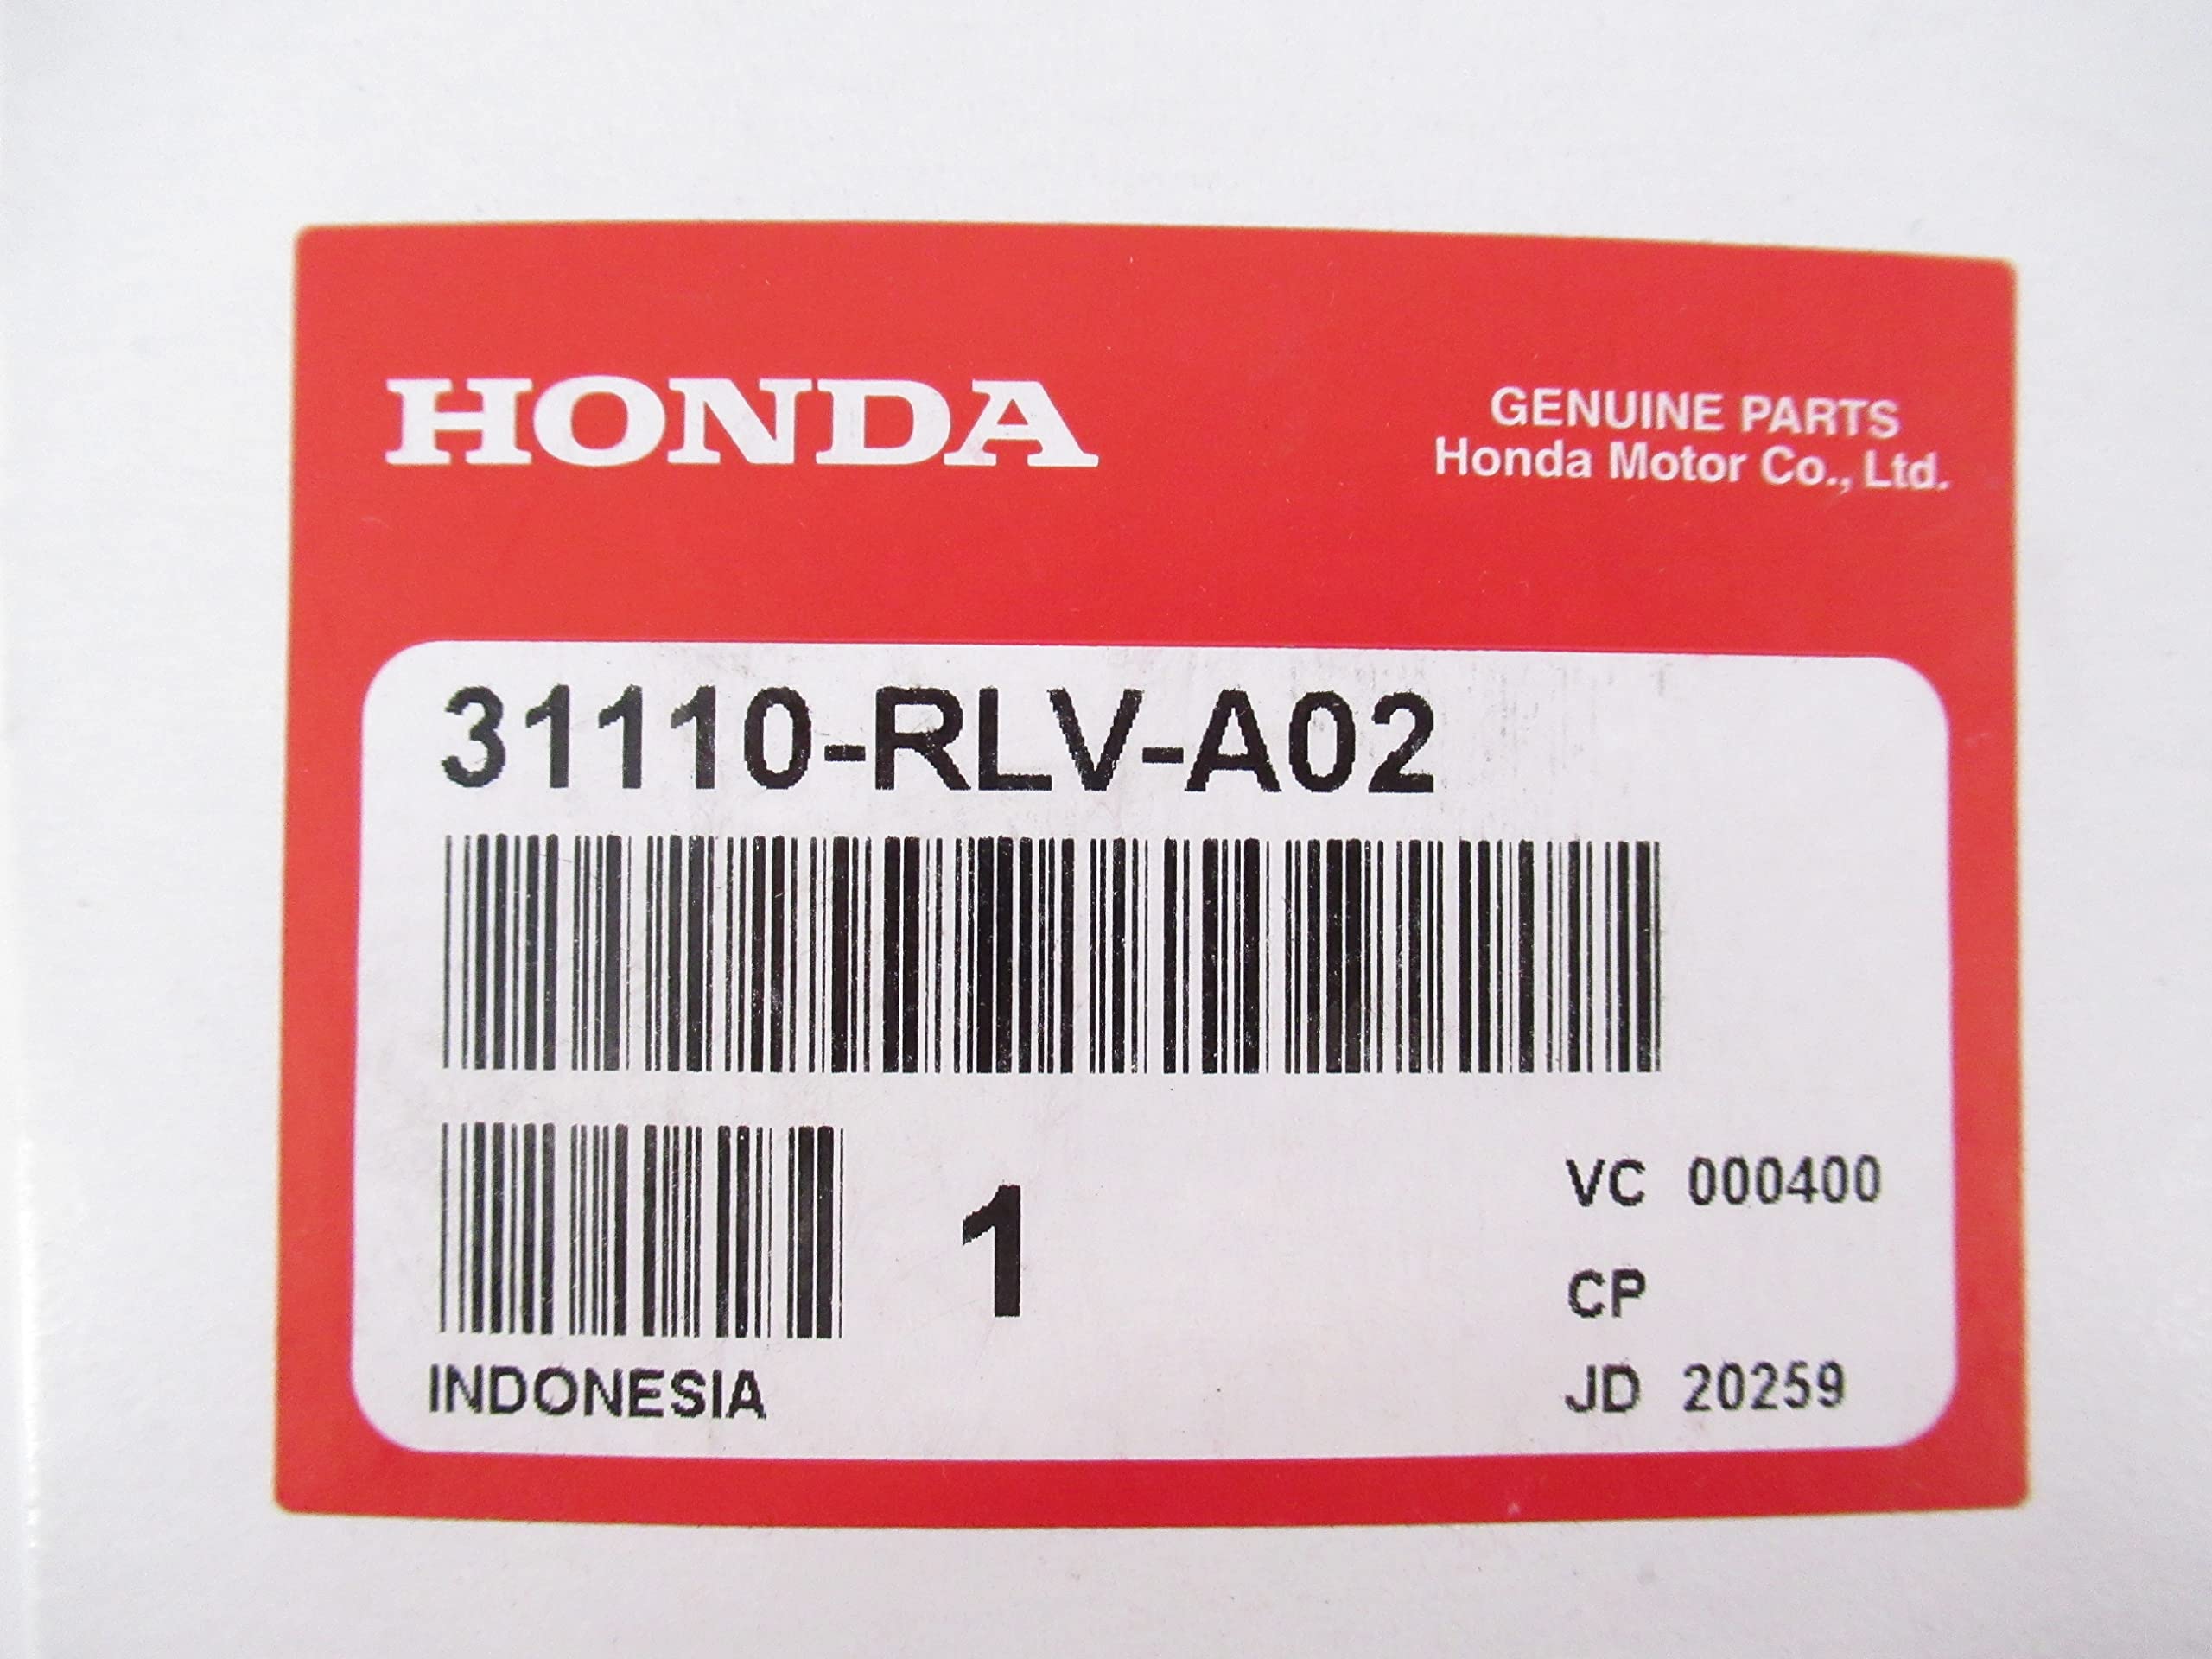 HONDA
GENUINE PARTS
Honda Motor Co., Ltd.
31110-RLV-A02
1
VC 000400
CP
JD 20259
INDONESIA